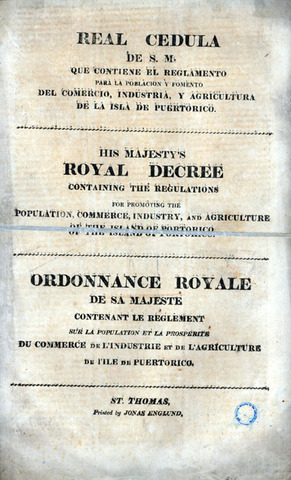 REAL CEDULA
DE S. M.
QUE CONTIENE EL REGLAMENTO
PARA LA POBLACION Y FOMENTO
DEL COMERCIO, INDUSTRIA, Y AGRICULTURA
DE LA ISLA DE PUERTORICO.
HIS MAJESTY'S
ROYAL DECREE
CONTAINING THE REGULATIONS
FOR PROMOTING THE
POPULATION, COMMERCE, INDUSTRY, AND AGRICULTURE
OF THE ISLAND OF PORTORICO.
ORDONNANCE ROYALE
DE SA MAJESTE
CONTENANT LE REGLEMENT
SUR LA POPULATION ET LA PROSPERITE
DU COMMERCE DE L'INDUSTRIE ET DE L'AGRICULTURE
DE L'ILE DE PUERTORICO.
ST. THOMAS,
Printed by JONAS ENGLUND,